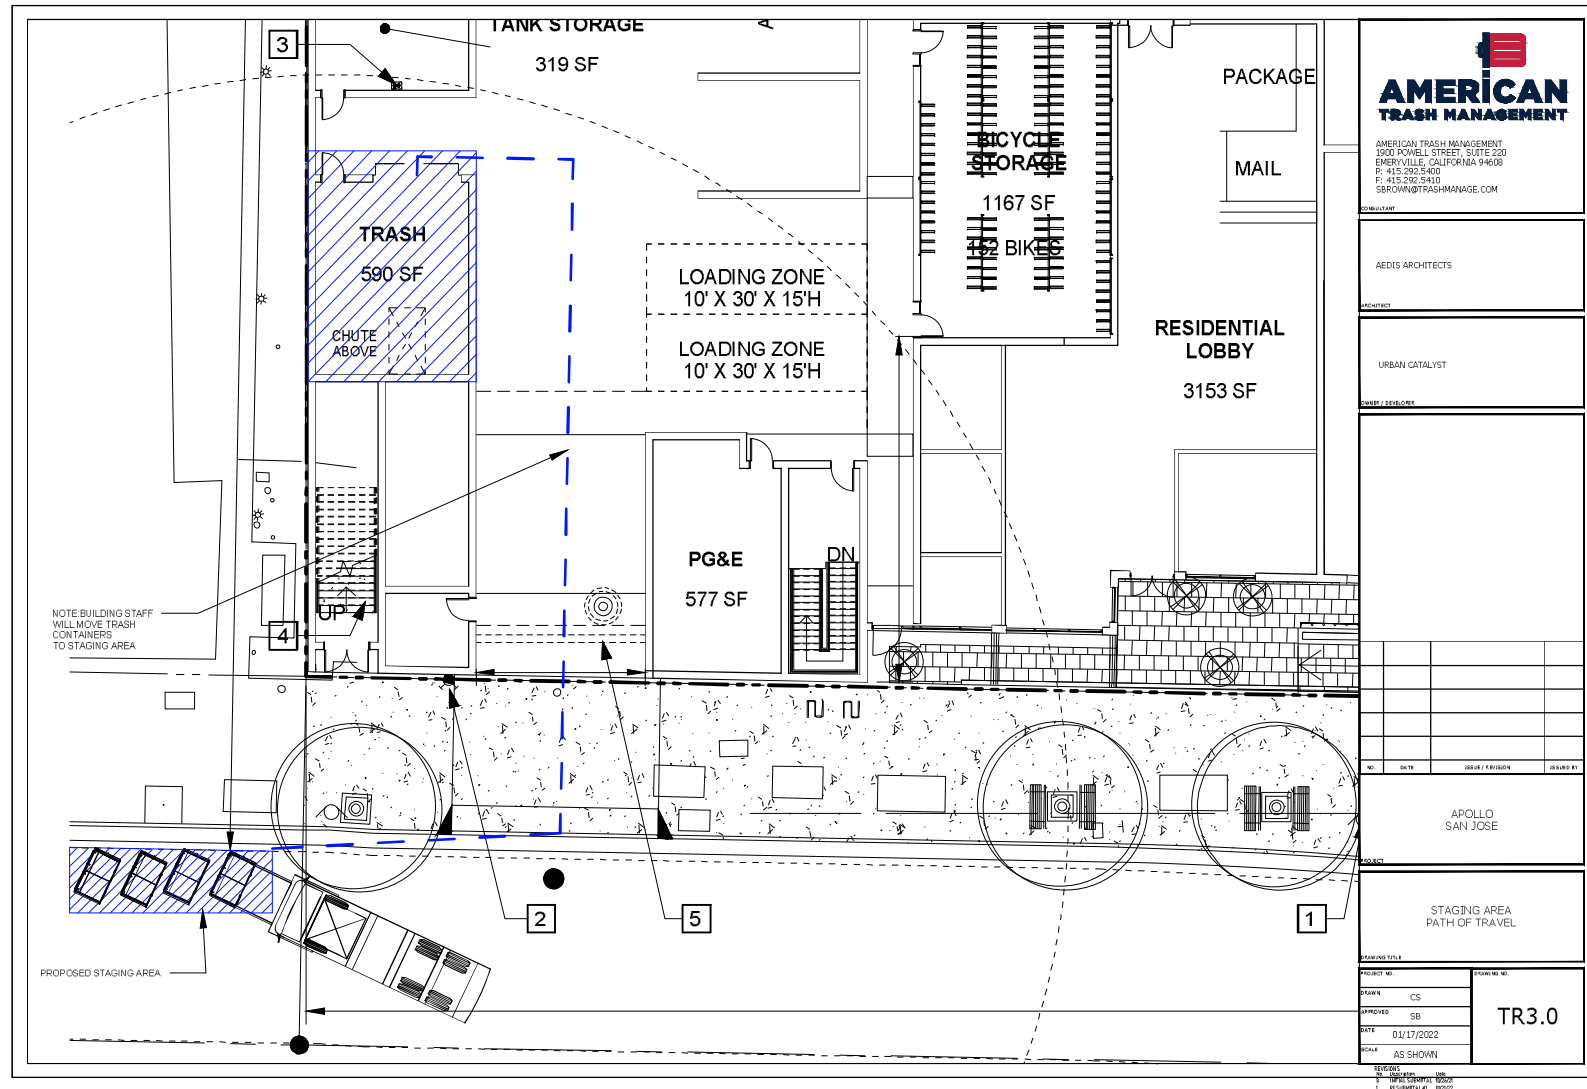 TANK STORAGE
319 SF
3
A
PACKAGE
BICYCLE
STORAGE
1167 SF
152 BIKES
MAIL
TRASH
590 SF
CHUTE
ABOVE
LOADING ZONE
10' X 30' X 15'H
LOADING ZONE
10' X 30' X 15'H
RESIDENTIAL
LOBBY
3153 SF
PG&E
577 SF
DN
UP
4
NOTE:BUILDING STAFF
WILL MOVE TRASH
CONTAINERS
TO STAGING AREA
2
5
1
PROPOSED STAGING AREA
AMERICAN
TRASH MANAGEMENT
AMERICAN TRASH MANAGEMENT
1900 POWELL STREET, SUITE 220
EMERYVILLE, CALIFORNIA 94608
P: 415.292.5400
F: 415.292.5410
SBROWN@TRASHMANAGE.COM
CONSULTANT
AEDIS ARCHITECTS
ARCHITECT
URBAN CATALYST
OWNER / DEVELOPER
NO. DATE ISSUE / REVISION ISSUED BY
APOLLO
SAN JOSE
PROJECT
STAGING AREA
PATH OF TRAVEL
DRAWING TITLE
PROJECT NO.
DRAWING NO.
DRAWN CS
APPROVED SB
DATE 01/17/2022
SCALE AS SHOWN
TR3.0
REVISIONS
No. Description Date
0 INITIAL SUBMITTAL